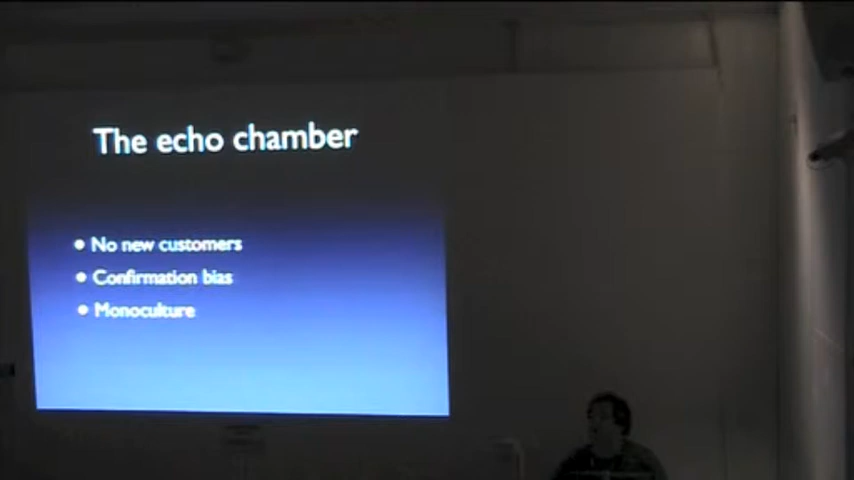 The echo chamber
No new customers
Confirmation bias
Monoculture